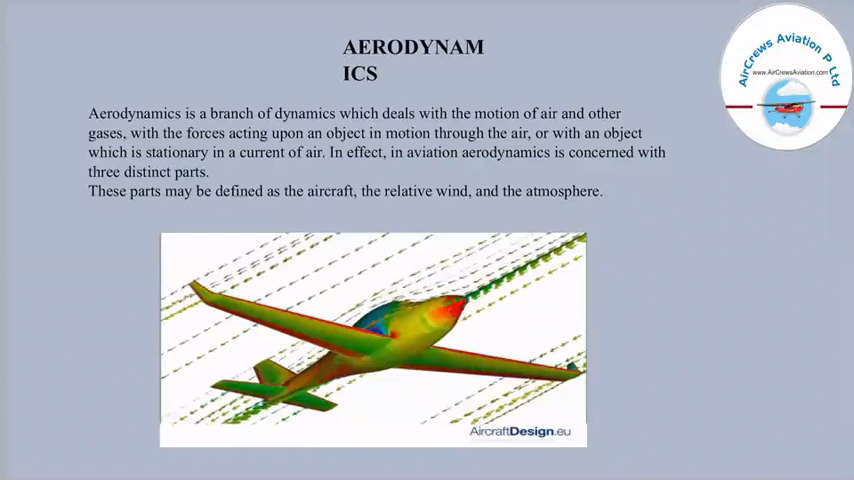 AERODYNAM
ICS
AirCrews Aviation P Ltd
www.AirCrewsAviation.com
Aerodynamics is a branch of dynamics which deals with the motion of air and other
gases, with the forces acting upon an object in motion through the air, or with an object
which is stationary in a current of air. In effect, in aviation aerodynamics is concerned with
three distinct parts.
These parts may be defined as the aircraft, the relative wind, and the atmosphere.
AircraftDesign.eu